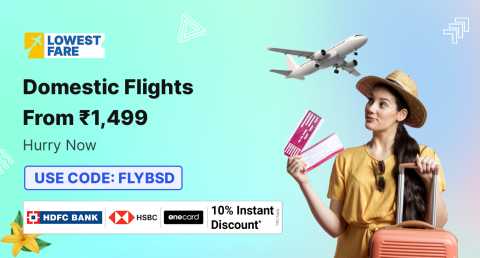 LOWEST
FARE
Domestic Flights
From ₹1,499
Hurry Now
USE CODE: FLYBSD
HDFC BANK
HSBC
onecard
10% Instant
Discount*